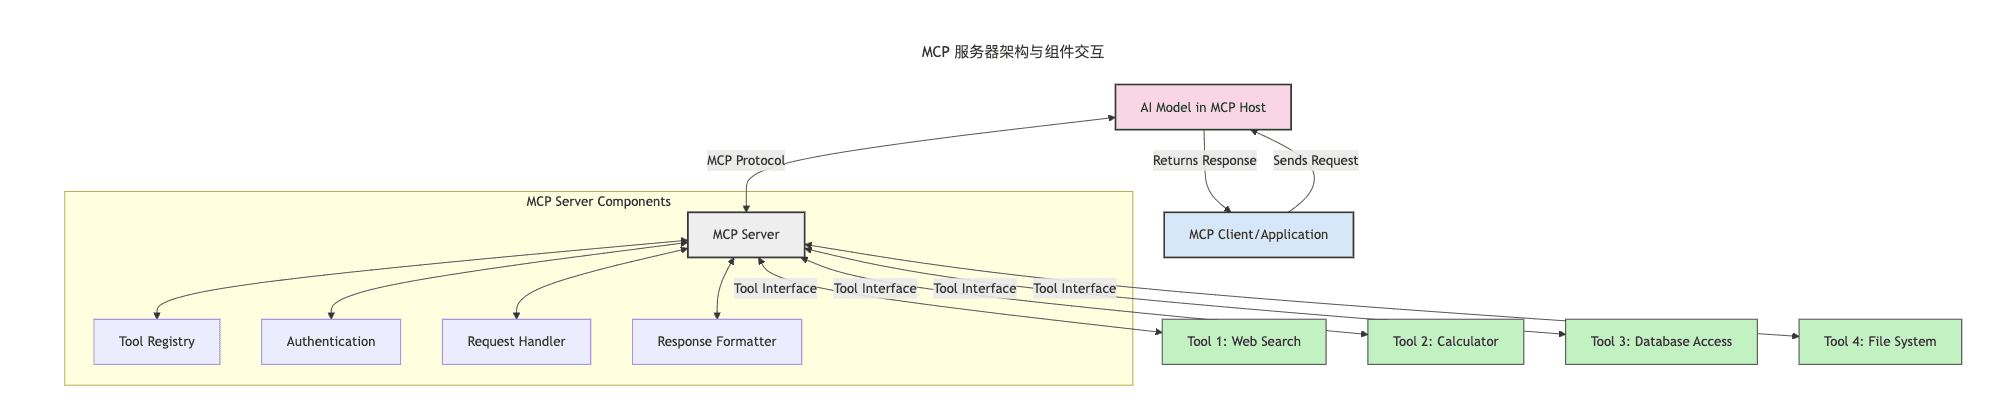 MCP 服务器架构与组件交互
AI Model in MCP Host
MCP Protocol
Returns Response
Sends Request
MCP Server Components
MCP Server
MCP Client/Application
Tool Interface
Tool Interface
Tool Interface
Tool Interface
Tool Registry
Authentication
Request Handler
Response Formatter
Tool 1: Web Search
Tool 2: Calculator
Tool 3: Database Access
Tool 4: File System